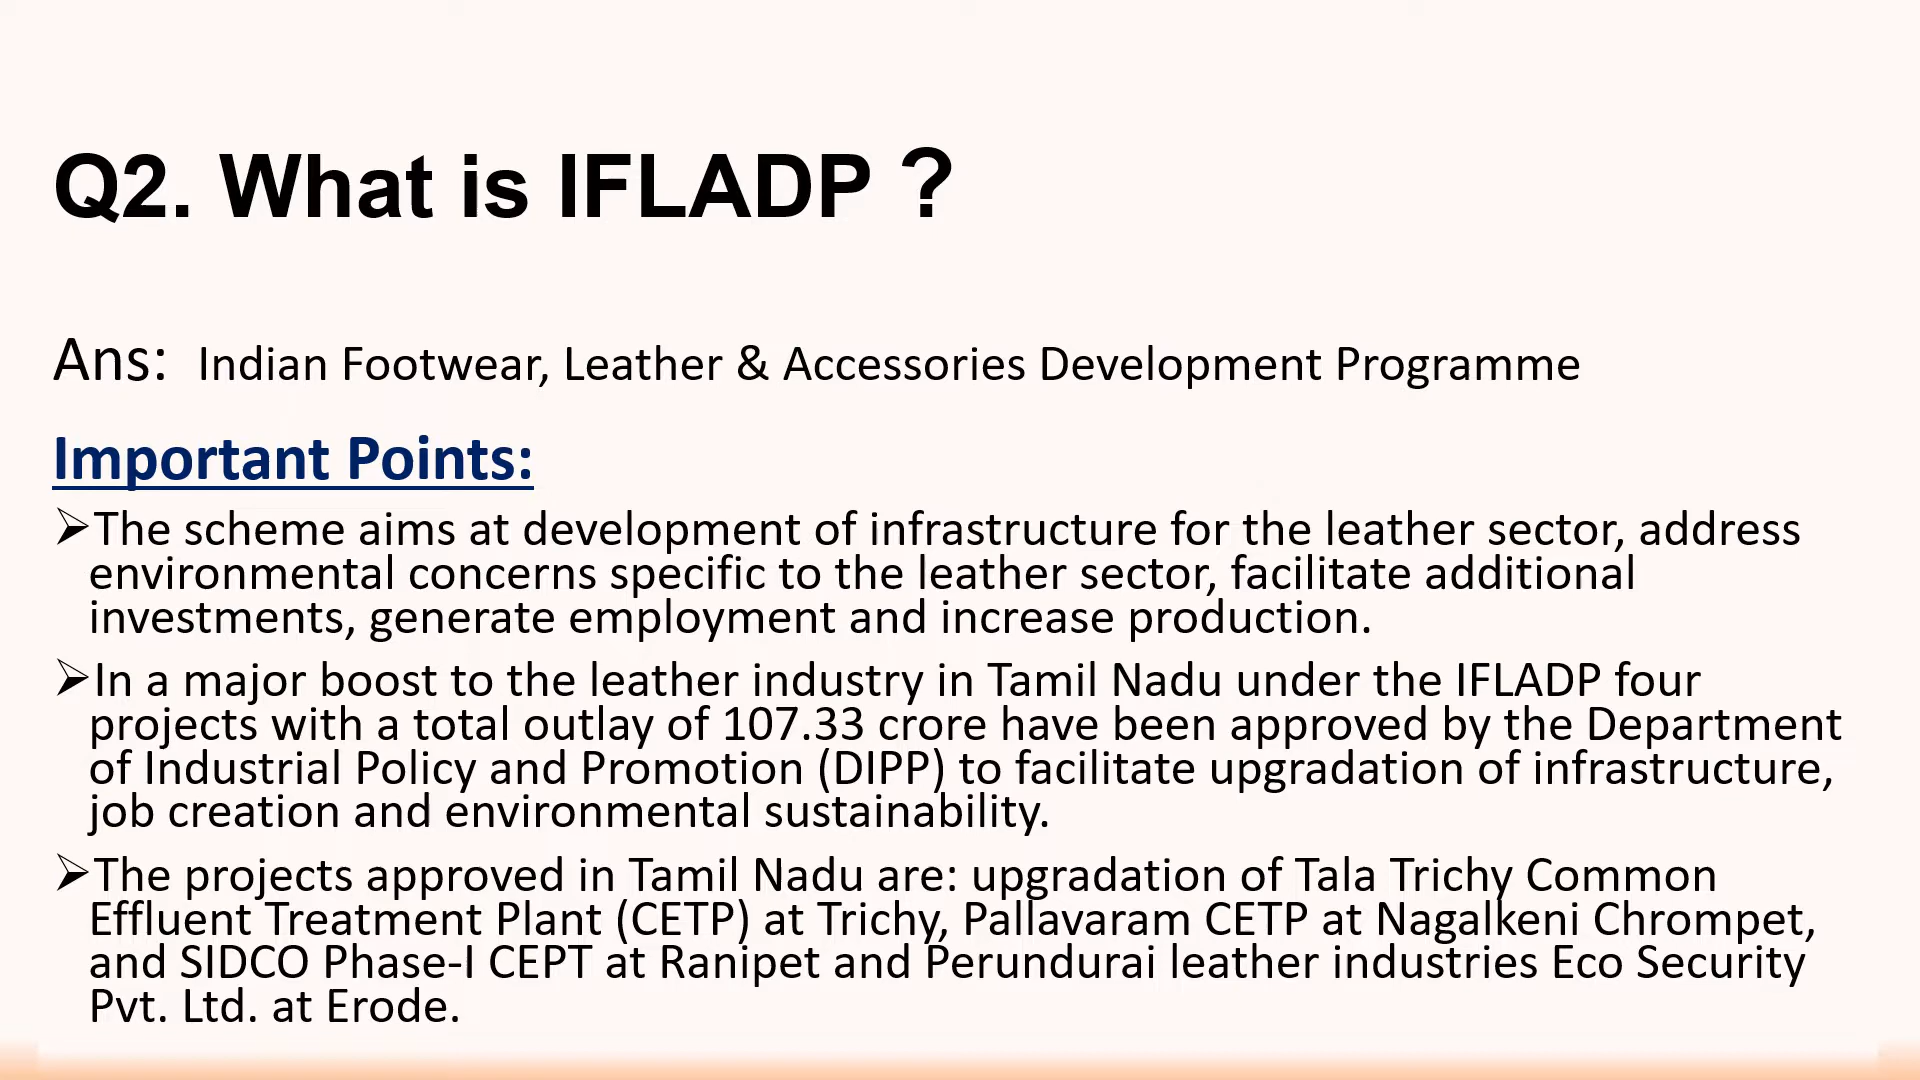 Q2. What is IFLADP ?
Ans: Indian Footwear, Leather & Accessories Development Programme
Important Points:
➢The scheme aims at development of infrastructure for the leather sector, address
environmental concerns specific to the leather sector, facilitate additional
investments, generate employment and increase production.
➢In a major boost to the leather industry in Tamil Nadu under the IFLADP four
projects with a total outlay of 107.33 crore have been approved by the Department
of Industrial Policy and Promotion (DIPP) to facilitate upgradation of infrastructure,
job creation and environmental sustainability.
➢The projects approved in Tamil Nadu are: upgradation of Tala Trichy Common
Effluent Treatment Plant (CETP) at Trichy, Pallavaram CETP at Nagalkeni Chrompet,
and SIDCO Phase-I CEPT at Ranipet and Perundurai leather industries Eco Security
Pvt. Ltd. at Erode.